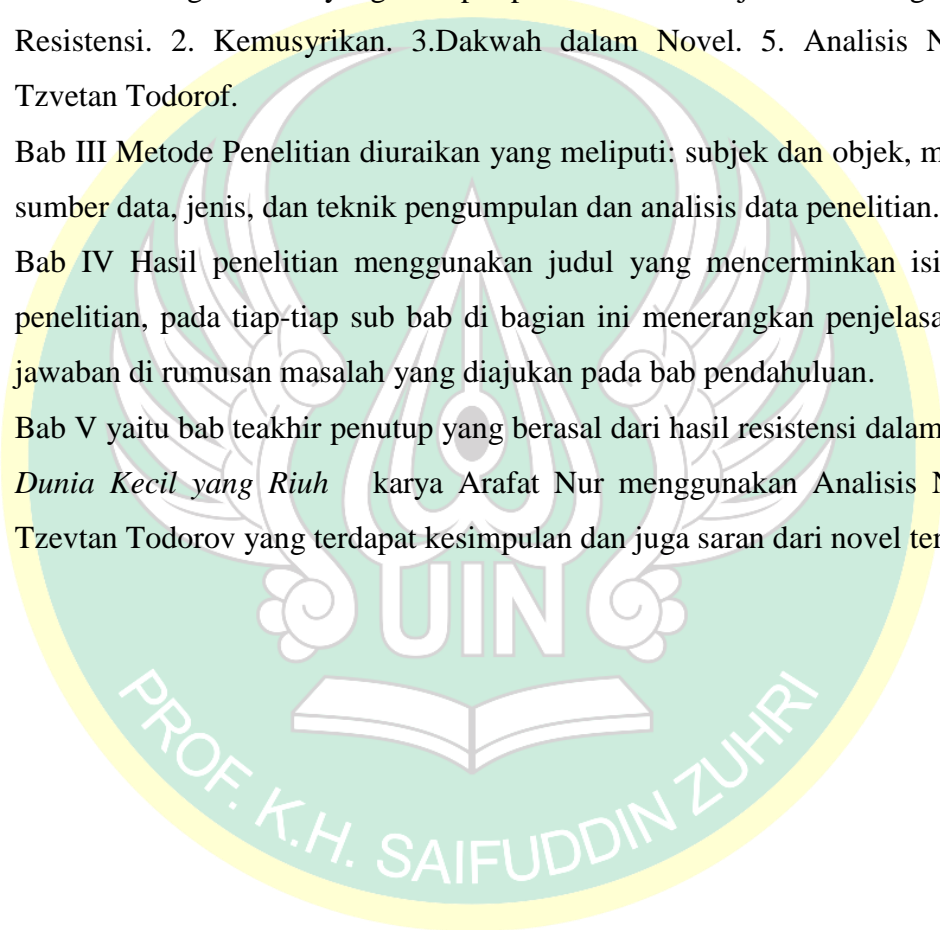 Resistensi. 2. Kemusyrikan. 3.Dakwah dalam Novel. 5. Analisis
Tzvetan Todorof.
Bab III Metode Penelitian diuraikan yang meliputi: subjek dan objek,
sumber data, jenis, dan teknik pengumpulan dan analisis data penelitian.
Bab IV Hasil penelitian menggunakan judul yang mencerminkan isi
penelitian, pada tiap-tiap sub bab di bagian ini menerangkan
jawaban di rumusan masalah yang diajukan pada bab pendahuluan.
Bab V yaitu bab teakhir penutup yang berasal dari hasil resistensi dalam
Dunia Kecil yang Riuh karya Arafat Nur menggunakan Analisis
Tzevtan Todorov yang terdapat kesimpulan dan juga saran dari novel
UIN
PROF. K.H. SAIFUDDIN ZUHRI